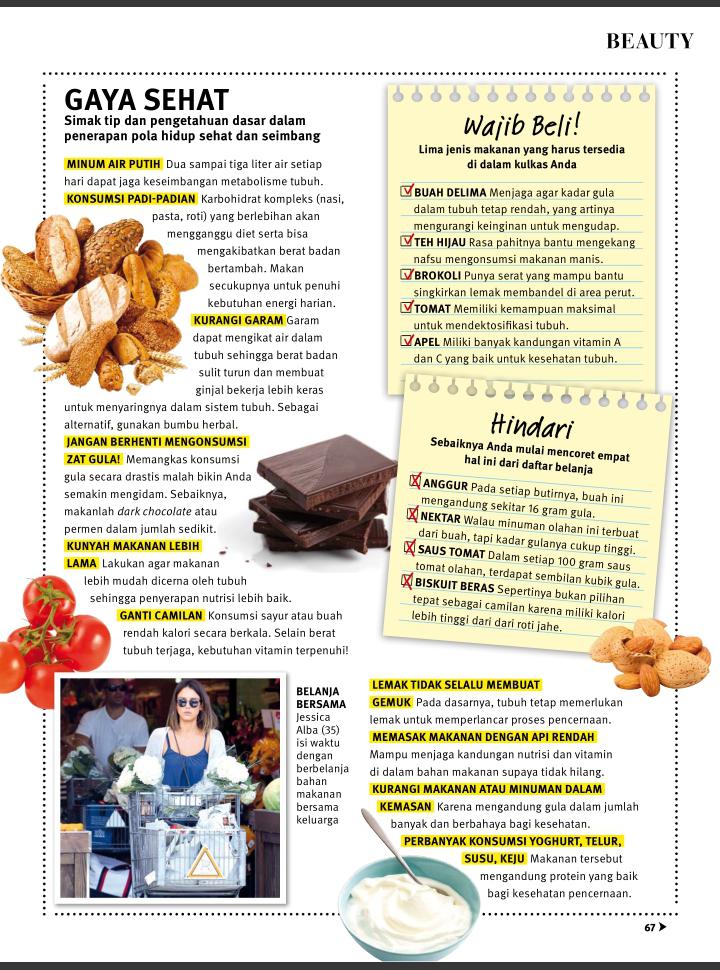 BEAUTY
GAYA SEHAT
Simak tip dan pengetahuan dasar dalam
penerapan pola hidup sehat dan seimbang
MINUM AIR PUTIH Dua sampai tiga liter air setiap
hari dapat jaga keseimbangan metabolisme tubuh.
KONSUMSI PADI-PADIAN Karbohidrat kompleks (nasi,
pasta, roti) yang berlebihan akan
mengganggu diet serta bisa
mengakibatkan berat badan
bertambah. Makan
secukupnya untuk penuhi
kebutuhan energi harian.
KURANGI GARAM Garam
dapat mengikat air dalam
tubuh sehingga berat badan
sulit turun dan membuat
ginjal bekerja lebih keras
untuk menyaringnya dalam sistem tubuh. Sebagai
alternatif, gunakan bumbu herbal.
JANGAN BERHENTI MENGONSUMSI
ZAT GULA! Memangkas konsumsi
gula secara drastis malah bikin Anda
semakin mengidam. Sebaiknya,
makanlah dark chocolate atau
permen dalam jumlah sedikit.
KUNYAH MAKANAN LEBIH
LAMA Lakukan agar makanan
lebih mudah dicerna oleh tubuh
sehingga penyerapan nutrisi lebih baik.
GANTI CAMILAN Konsumsi sayur atau buah
rendah kalori secara berkala. Selain berat
tubuh terjaga, kebutuhan vitamin terpenuhi!
Wajib Beli!
Lima jenis makanan yang harus tersedia
di dalam kulkas Anda
BUAH DELIMA Menjaga agar kadar gula
dalam tubuh tetap rendah, yang artinya
mengurangi keinginan untuk mengudap.
TEH HIJAU Rasa pahitnya bantu mengekang
nafsu mengonsumsi makanan manis.
BROKOLI Punya serat yang mampu bantu
singkirkan lemak membandel di area perut.
TOMAT Memiliki kemampuan maksimal
untuk mendetosifikasi tubuh.
APEL Miliki banyak kandungan vitamin A
dan C yang baik untuk kesehatan tubuh.
Hindari
Sebaiknya Anda mulai mencoret empat
hal ini dari daftar belanja
ANGGUR Pada setiap butirnya, buah ini
mengandung sekitar 16 gram gula.
NEKTAR Walau minuman olahan ini terbuat
dari buah, tapi kadar gulanya cukup tinggi.
SAUS TOMAT Dalam setiap 100 gram saus
tomat olahan, terdapat sembilan kubik gula.
BISKUIT BERAS Sepertinya bukan pilihan
tepat sebagai camilan karena miliki kalori
lebih tinggi dari dari roti jahe.
BELANJA
BERSAMA
Jessica
Alba (35)
isi waktu
dengan
berbelanja
bahan
makanan
bersama
keluarga
LEMAK TIDAK SELALU MEMBUAT
GEMUK Pada dasarnya, tubuh tetap memerlukan
lemak untuk memperlancar proses pencernaan.
MEMASAK MAKANAN DENGAN API RENDAH
Mampu menjaga kandungan nutrisi dan vitamin
di dalam bahan makanan supaya tidak hilang.
KURANGI MAKANAN ATAU MINUMAN DALAM
KEMASAN Karena mengandung gula dalam jumlah
banyak dan berbahaya bagi kesehatan.
PERBANYAK KONSUMSI YOGHURT, TELUR,
SUSU, KEJU Makanan tersebut
mengandung protein yang baik
bagi kesehatan pencernaan.
67